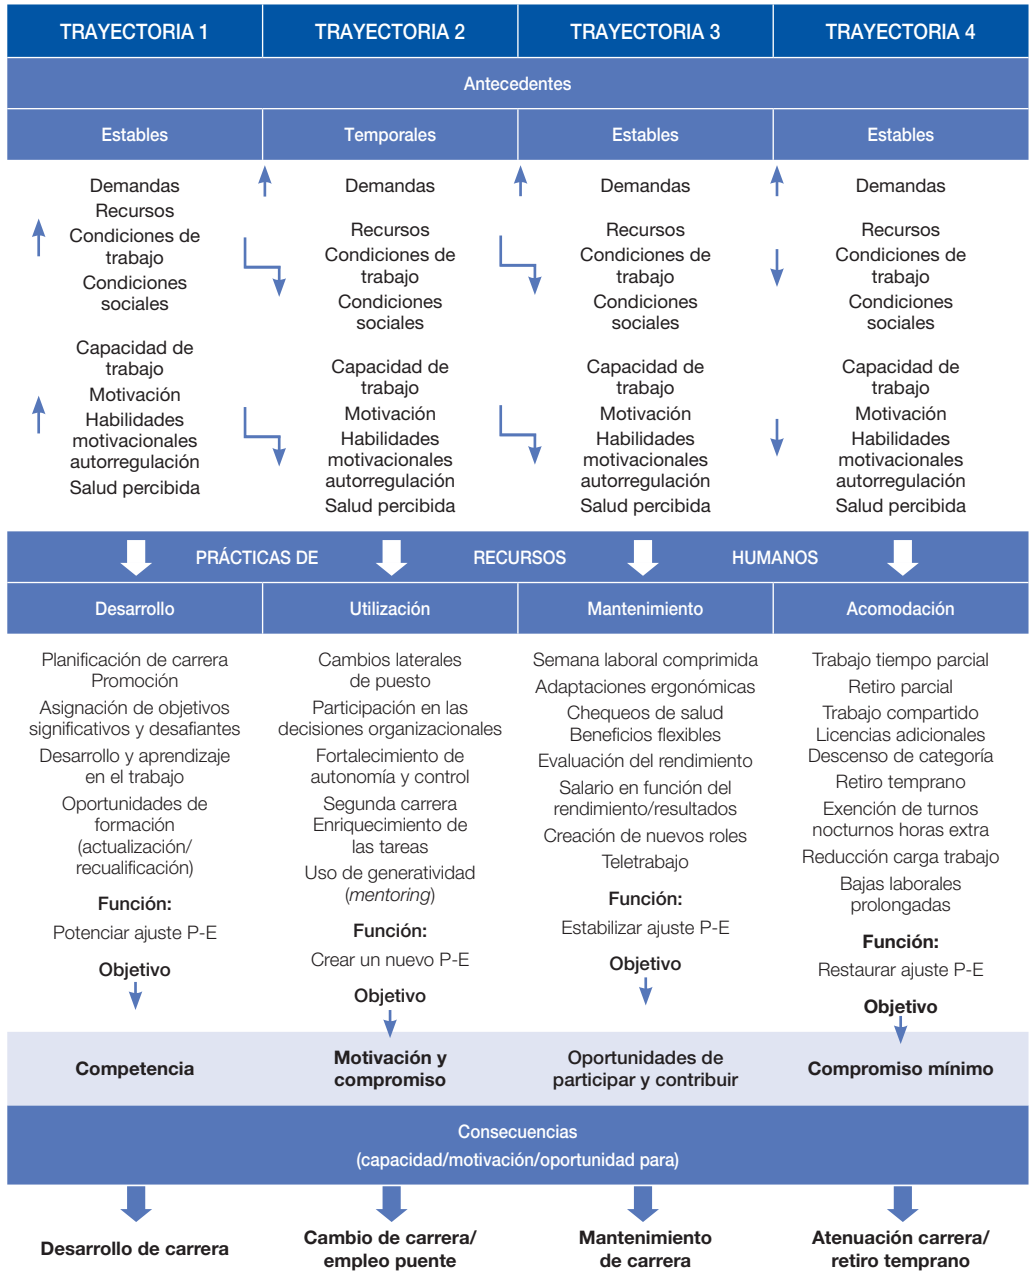 TRAYECTORIA 1
TRAYECTORIA 2
TRAYECTORIA 3
TRAYECTORIA 4
Antecedentes
Estables
Temporales
Estables
Estables
Demandas
Recursos
Condiciones de
trabajo
Condiciones
sociales
Capacidad de
trabajo
Motivación
Habilidades
motivacionales
autorregulación
Salud percibida
Demandas
Recursos
Condiciones de
trabajo
Condiciones
sociales
Capacidad de
trabajo
Motivación
Habilidades
motivacionales
autorregulación
Salud percibida
Demandas
Recursos
Condiciones de
trabajo
Condiciones
sociales
Capacidad de
trabajo
Motivación
Habilidades
motivacionales
autorregulación
Salud percibida
Demandas
Recursos
Condiciones de
trabajo
Condiciones
sociales
Capacidad de
trabajo
Motivación
Habilidades
motivacionales
autorregulación
Salud percibida
PRÁCTICAS DE RECURSOS HUMANOS
Desarrollo
Utilización
Mantenimiento
Acomodación
Planificación de carrera
Promoción
Asignación de objetivos
significativos y desafiantes
Desarrollo y aprendizaje
en el trabajo
Oportunidades de
formación
(actualización/
recualificación)
Función:
Potenciar ajuste P-E
Objetivo
Cambios laterales
de puesto
Participación en las
decisiones organizacionales
Fortalecimiento de
autonomía y control
Segunda carrera
Enriquecimiento de
las tareas
Uso de generatividad
(mentoring)
Función:
Crear un nuevo P-E
Objetivo
Semana laboral comprimida
Adaptaciones ergonómicas
Chequeos de salud
Beneficios flexibles
Evaluación del rendimiento
Salario en función del
rendimiento/resultados
Creación de nuevos roles
Teletrabajo
Función:
Estabilizar ajuste P-E
Objetivo
Trabajo tiempo parcial
Retiro parcial
Trabajo compartido
Licencias adicionales
Descenso de categoría
Retiro temprano
Exención de turnos
nocturnos horas extra
Reducción carga trabajo
Bajas laborales
prolongadas
Función:
Restaurar ajuste P-E
Objetivo
Competencia
Motivación y
compromiso
Oportunidades de
participar y contribuir
Compromiso mínimo
Consecuencias
(capacidad/motivación/oportunidad para)
Desarrollo de carrera
Cambio de carrera/
empleo puente
Mantenimiento
de carrera
Atenuación carrera/
retiro temprano